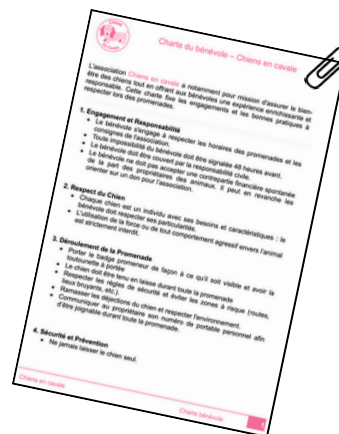 Chiens en cavale
Charte du bénévole – Chiens en cavale
L'association Chiens en cavale a notamment pour mission d'assurer le bien-
être des chiens tout en offrant aux bénévoles une expérience enrichissante et
responsable. Cette charte fixe les engagements et les bonnes pratiques à
respecter lors des promenades.
1. Engagement et Responsabilité
• Le bénévole s'engage à respecter les horaires des promenades et les
consignes de l'association.
• Toute impossibilité du bénévole doit être signalée 48 heures avant.
• Le bénévole doit être couvert par la responsabilité civile.
• Le bénévole ne doit pas accepter une contrepartie financière spontanée
de la part des propriétaires des animaux. Il peut en revanche les
orienter sur un don pour l'association.
2. Respect du Chien
• Chaque chien est un individu avec ses besoins et caractéristiques : le
bénévole doit respecter ses particularités.
• L'utilisation de la force ou de tout comportement agressif envers l'animal
est strictement interdit.
3. Déroulement de la Promenade
• Porter le badge promeneur de façon à ce qu'il soit visible et avoir la
toutounette à portée
• Le chien doit être tenu en laisse durant toute la promenade
• Respecter les règles de sécurité et éviter les zones à risque (routes,
lieux bruyants, etc.).
• Ramasser les déjections du chien et respecter l'environnement.
• Communiquer au propriétaire son numéro de portable personnel afin
d'être joignable durant toute la promenade.
4. Sécurité et Prévention
• Ne jamais laisser le chien seul.
Chiens en cavale
Charte bénévole
1